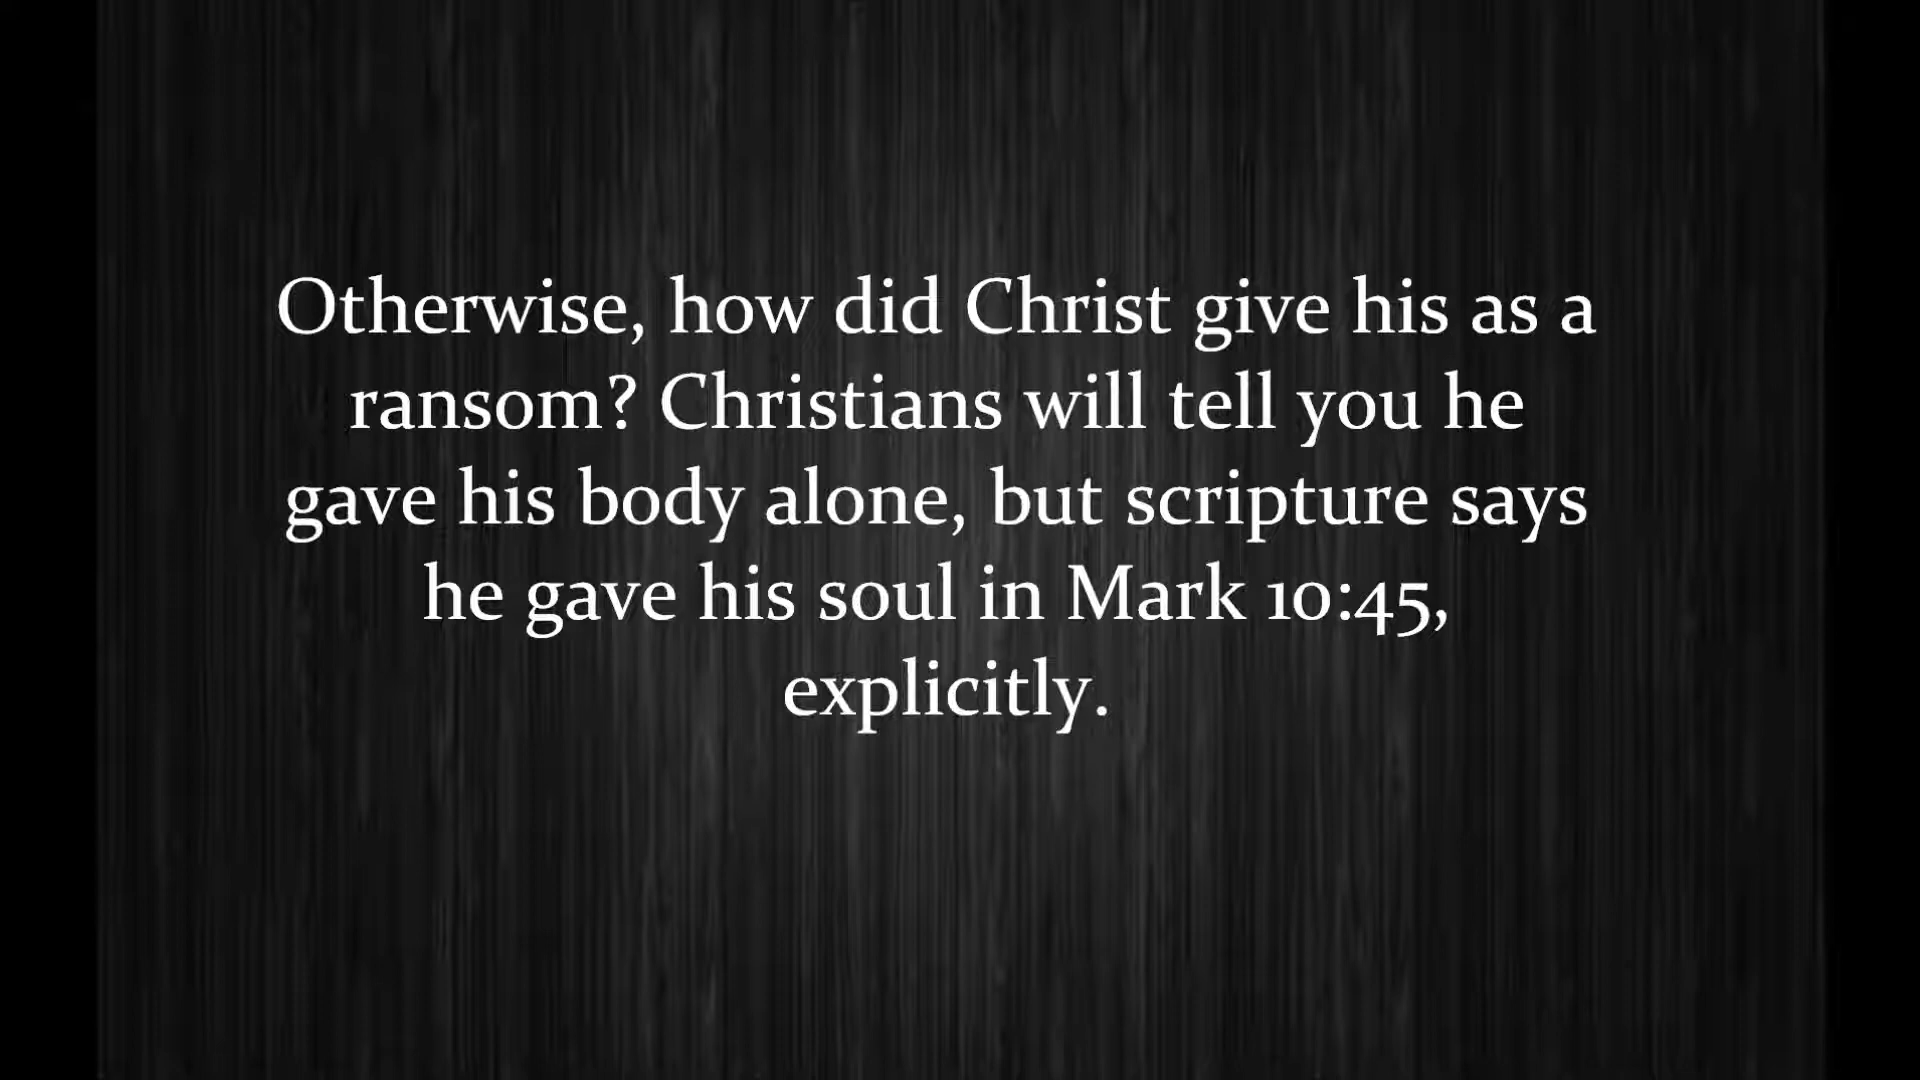 Otherwise, how did Christ give his as a
ransom? Christians will tell you he
gave his body alone, but scripture says
he gave his soul in Mark 10:45,
explicitly.